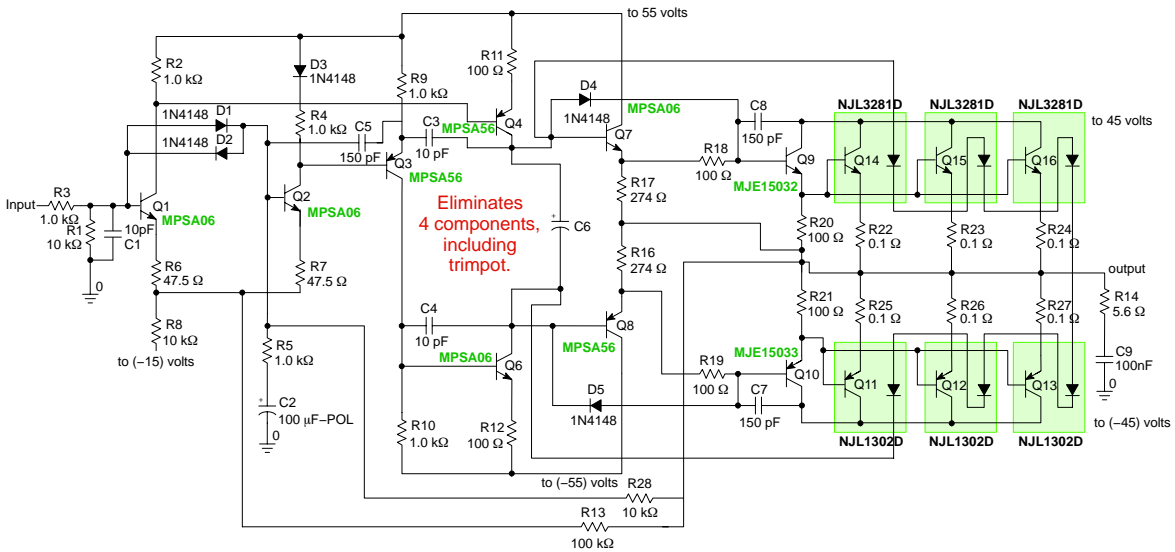 to 55 volts
R2
1.0 kΩ
D3
1N4148
R9
1.0 kΩ
R11
100 Ω
D4
1N4148
MPSA06
Q7
C8
150 pF
NJL3281D
NJL3281D
NJL3281D
to 45 volts
1N4148
D1
1N4148
D2
R4
1.0 kΩ
C5
150 pF
C3
10 pF
MPSA56
Q4
Q3
MPSA56
R18
100 Ω
Q9
MJE15032
Q14
Q15
Q16
R3
Input
1.0 kΩ
R1
10 kΩ
10pF
C1
0
Q1
MPSA06
Q2
MPSA06
Eliminates
4 components,
including
trimpot.
+
C6
R17
274 Ω
R16
274 Ω
R20
100 Ω
R22
0.1 Ω
R23
0.1 Ω
R24
0.1 Ω
R6
47.5 Ω
R7
47.5 Ω
output
R21
100 Ω
R25
0.1 Ω
R26
0.1 Ω
R27
0.1 Ω
R14
5.6 Ω
C9
100nF
0
R8
10 kΩ
to (−15) volts
R5
1.0 kΩ
C4
10 pF
MPSA06
Q6
Q8
MPSA56
MJE15033
R19
100 Ω
Q10
C7
150 pF
Q11
Q12
Q13
+
C2
100 µF−POL
0
D5
1N4148
R10
1.0 kΩ
R12
100 Ω
to (−45) volts
NJL1302D
NJL1302D
NJL1302D
to (−55) volts
R28
10 kΩ
R13
100 kΩ